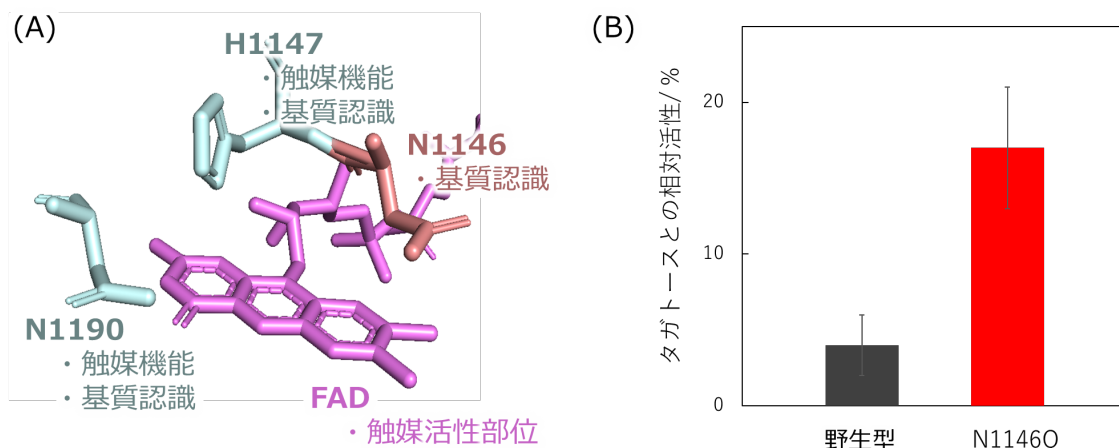 (A)
H1147
・触媒機能
・基質認識
N1146
・基質認識
N1190
・触媒機能
・基質認識
FAD
・触媒活性部位
(B)
タガトースとの相対活性/%
20
10
0
野生型
N1146Q